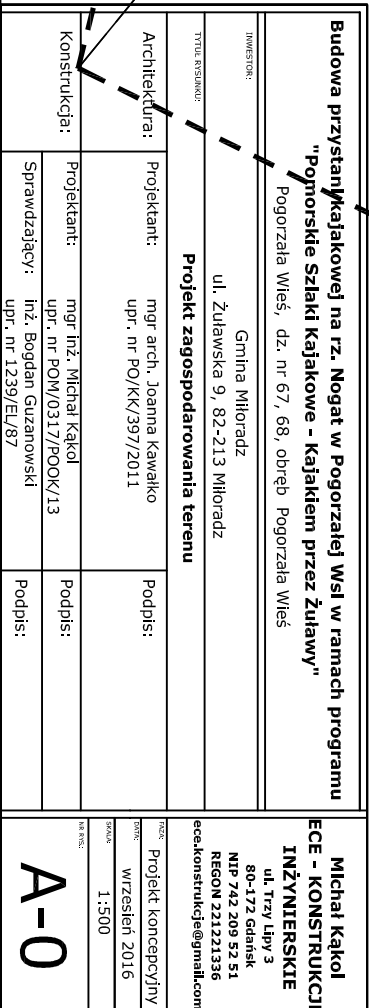 Budowa przystani kajakowej na rz. Nogat w Pogorzałej WsI w ramach programu
"Pomorskie Szlaki Kajakowe - Kajakiem przez Żuławy"
Pogorzała Wieś, dz. nr 67, 68, obręb Pogorzała Wieś
INWESTOR:
Gmina Miłoradz
ul. Żuławska 9, 82-213 Miłoradz
TYTUŁ RYSUNKU:
Projekt zagospodarowania terenu
Architektura: Projektant: mgr arch. Joanna Kawałko Podpis:
upr. nr PO/KK/397/2011
Konstrukcja: Projektant: mgr inż. Michał Kąkol Podpis:
upr. nr POM/0317/POOK/13
Sprawdzający: inż. Bogdan Guzanowski Podpis:
upr. nr 1239/EL/87
MIchał Kąkol
ECE - KONSTRUKCJ
INŻYNIERSKIE
ul. Trzy Lipy 3
80-172 Gdańsk
NIP 742 209 52 51
REGON 221221336
ece.konstrukcje@gmail.com
FAZA: Projekt koncepcyjny
DATA: wrzesień 2016
SKALA: 1:500
NR RYS.:
A-0